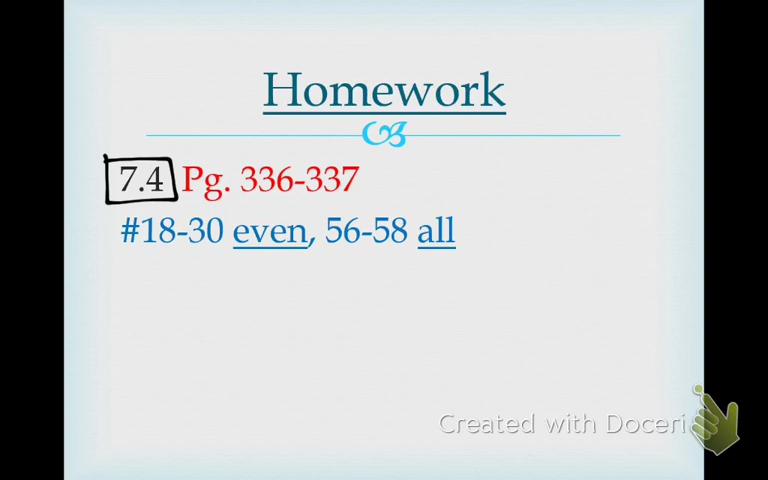 Homework
7.4 Pg. 336-337
#18-30 even, 56-58 all
Created with Doceri